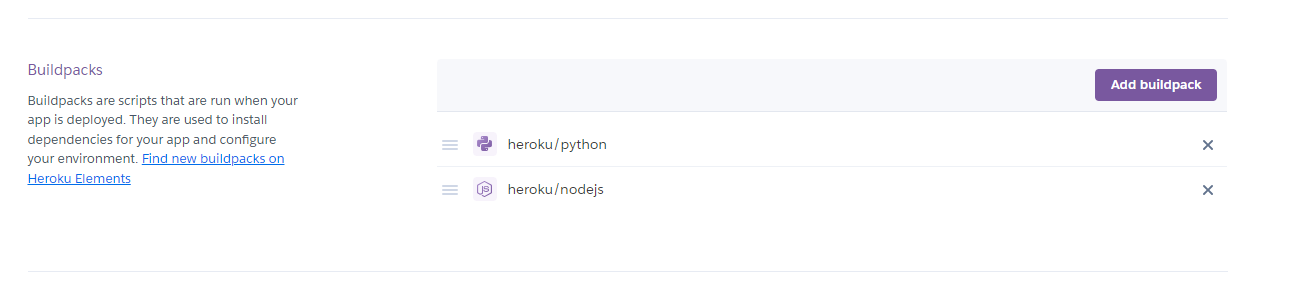 Buildpacks
Buildpacks are scripts that are run when your
app is deployed. They are used to install
dependencies for your app and configure
your environment. Find new buildpacks on
Heroku Elements
Add buildpack
heroku/python
heroku/nodejs